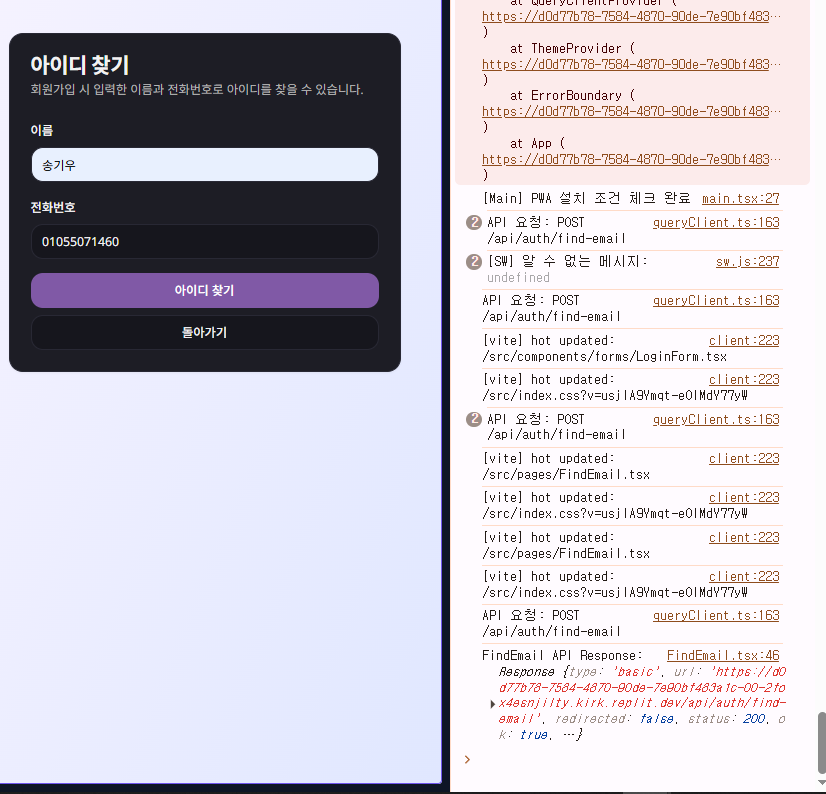 아이디 찾기
회원가입 시 입력한 이름과 전화번호로 아이디를 찾을 수 있습니다.
이름
송기우
전화번호
01055071460
아이디 찾기
돌아가기
at QueryClientProvider (
https://d0d77b78-7584-4870-90de-7e90bf483…
)
at ThemeProvider (
https://d0d77b78-7584-4870-90de-7e90bf483…
)
at ErrorBoundary (
https://d0d77b78-7584-4870-90de-7e90bf483…
)
at App (
https://d0d77b78-7584-4870-90de-7e90bf483…
)
[Main] PWA 설치 조건 체크 완료 main.tsx:27
2 API 요청: POST queryClient.ts:163
/api/auth/find-email
2 [SW] 알 수 없는 메시지: sw.js:237
undefined
API 요청: POST queryClient.ts:163
/api/auth/find-email
[vite] hot updated: client:223
/src/components/forms/LoginForm.tsx
[vite] hot updated: client:223
/src/index.css?v=usjIA9Ymqt-eOIMdY77yW
2 API 요청: POST queryClient.ts:163
/api/auth/find-email
[vite] hot updated: client:223
/src/pages/FindEmail.tsx
[vite] hot updated: client:223
/src/index.css?v=usjIA9Ymqt-eOIMdY77yW
[vite] hot updated: client:223
/src/pages/FindEmail.tsx
[vite] hot updated: client:223
/src/index.css?v=usjIA9Ymqt-eOIMdY77yW
API 요청: POST queryClient.ts:163
/api/auth/find-email
FindEmail API Response: FindEmail.tsx:46
Response {type: 'basic', url: 'https://d0
d77b78-7584-4870-90de-7e90bf483a1c-00-2fo
x4esnjilty.kirk.replit.dev/api/auth/find-
email', redirected: false, status: 200, o
k: true, …}